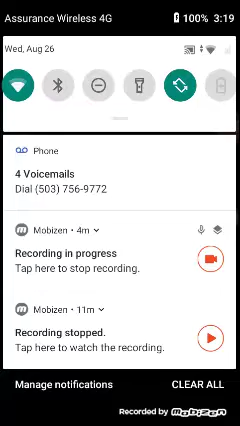 Assurance Wireless 4G 100% 3:19
Wed, Aug 26
Phone
4 Voicemails
Dial (503) 756-9772
Mobizen • 4m
Recording in progress
Tap here to stop recording.
Mobizen • 11m
Recording stopped.
Tap here to watch the recording.
Manage notifications CLEAR ALL
Recorded by Mobizen